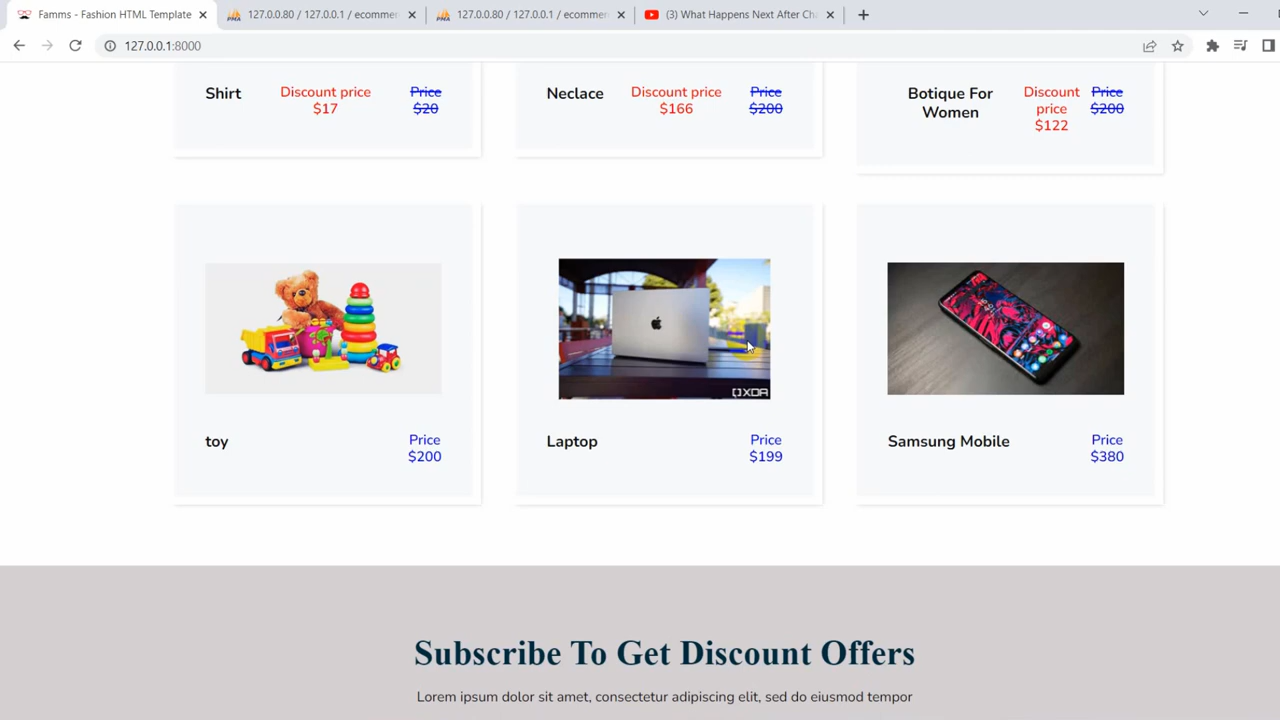 Famms - Fashion HTML Template
127.0.0.80 / 127.0.0.1 / ecommer
127.0.0.80 / 127.0.0.1 / ecommer
(3) What Happens Next After Cha
127.0.0.1:8000
Shirt
Discount price
$17
Price
$20
Neclace
Discount price
$166
Price
$200
Botique For
Women
Discount
price
$122
Price
$200
XDA
toy
Price
$200
Laptop
Price
$199
Samsung Mobile
Price
$380
Subscribe To Get Discount Offers
Lorem ipsum dolor sit amet, consectetur adipiscing elit, sed do eiusmod tempor